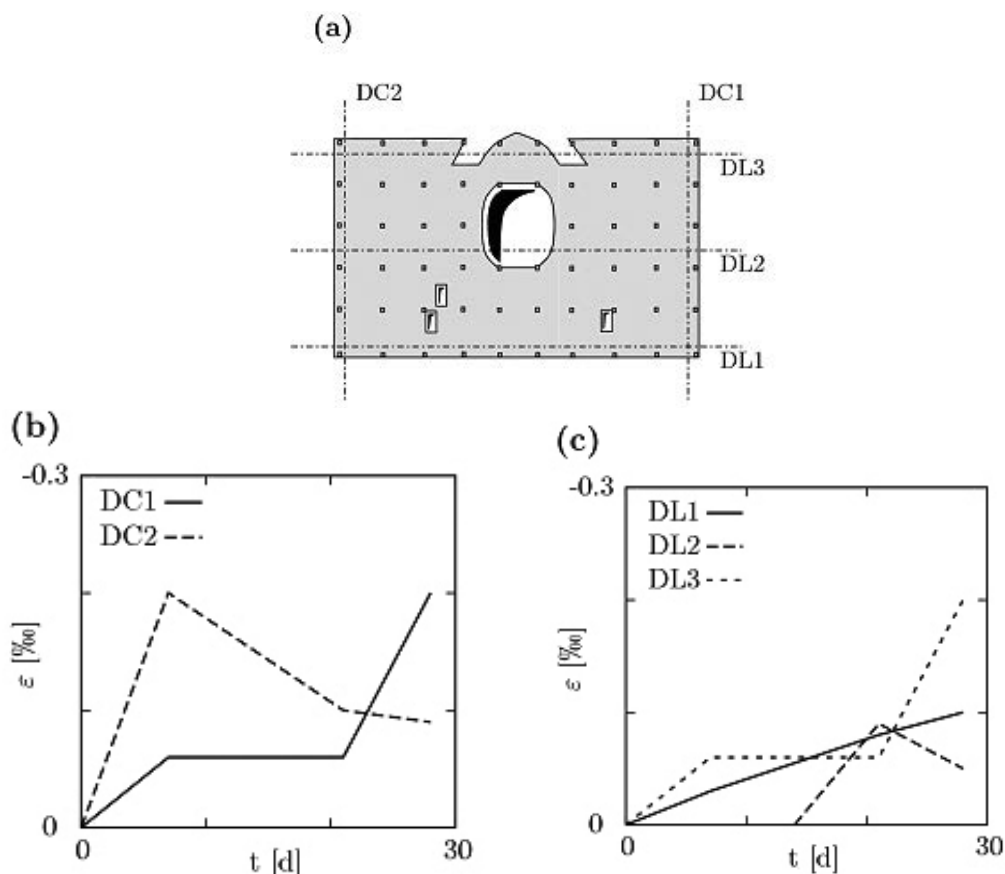 (a)
DC2
DC1
DL3
DL2
DL1
(b)
-0.3
DC1
DC2
ε [‰]
0
0
30
t [d]
(c)
-0.3
DL1
DL2
DL3
ε [‰]
0
0
30
t [d]